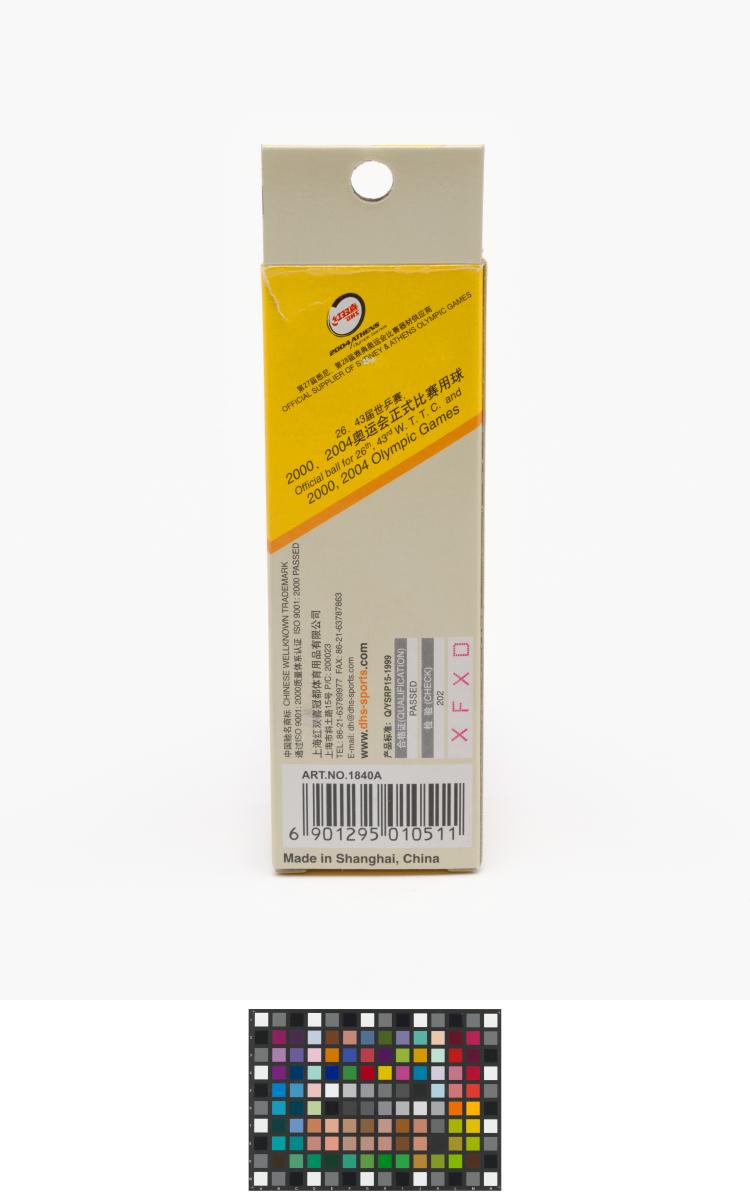 红双喜
DHS
2004 ATHENS
第27届悉尼、第28届雅典奥运会比赛器材供应商
OFFICIAL SUPPLIER OF SYDNEY & ATHENS OLYMPIC GAMES
26、43届世乒赛、
2000、2004奥运会正式比赛用球
Official ball for 26th, 43rd W. T. T. C. and
2000, 2004 Olympic Games
中国驰名商标 CHINESE WELLKNOWN TRADEMARK
通过ISO 9001: 2000质量体系认证 ISO 9001: 2000 PASSED
上海红双喜冠都体育用品有限公司
上海市斜土路15号 P/C: 200023
TEL: 86-21-63789977 FAX: 86-21-63787863
E-mail: dh@dhs-sports.com
www.dhs-sports.com
产品标准: Q/YSRP15-1999
合格证(QUALIFICATION)
PASSED
检 验 (CHECK)
202
XFXD
ART.NO.1840A
6 901295 010511
Made in Shanghai, China